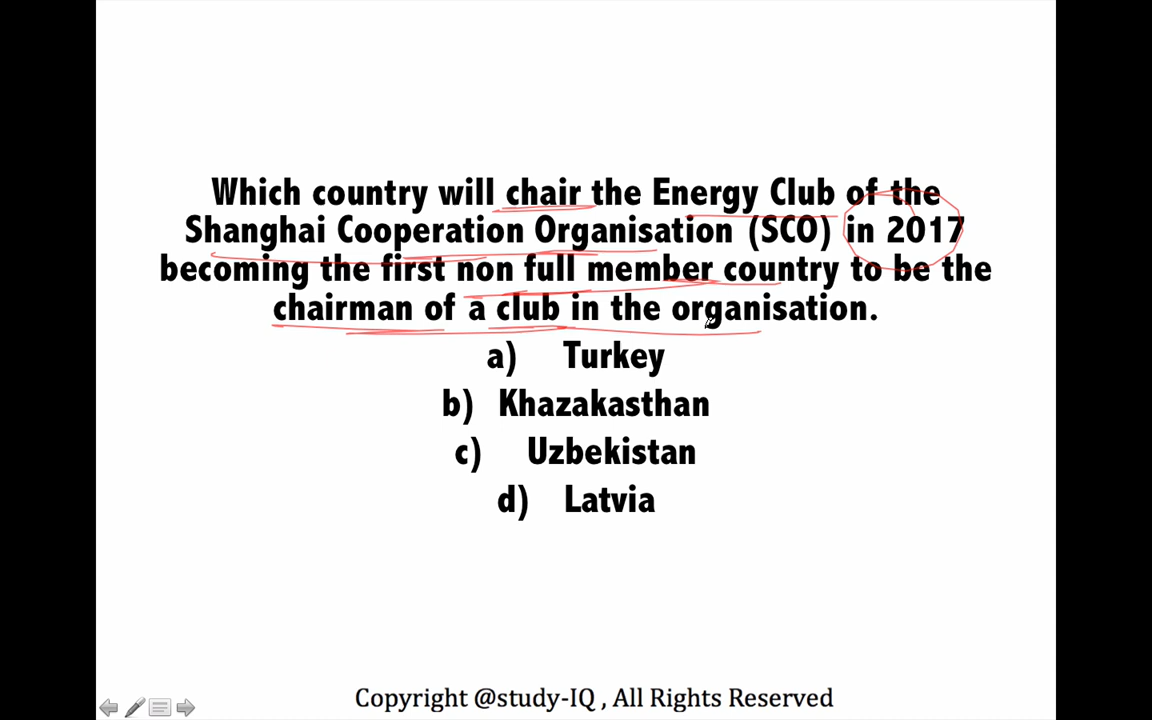 Which country will chair the Energy Club of the
Shanghai Cooperation Organisation (SCO) in 2017
becoming the first non full member country to be the
chairman of a club in the organisation.
a) Turkey
b) Khazakasthan
c) Uzbekistan
d) Latvia
Copyright @study-IQ , All Rights Reserved